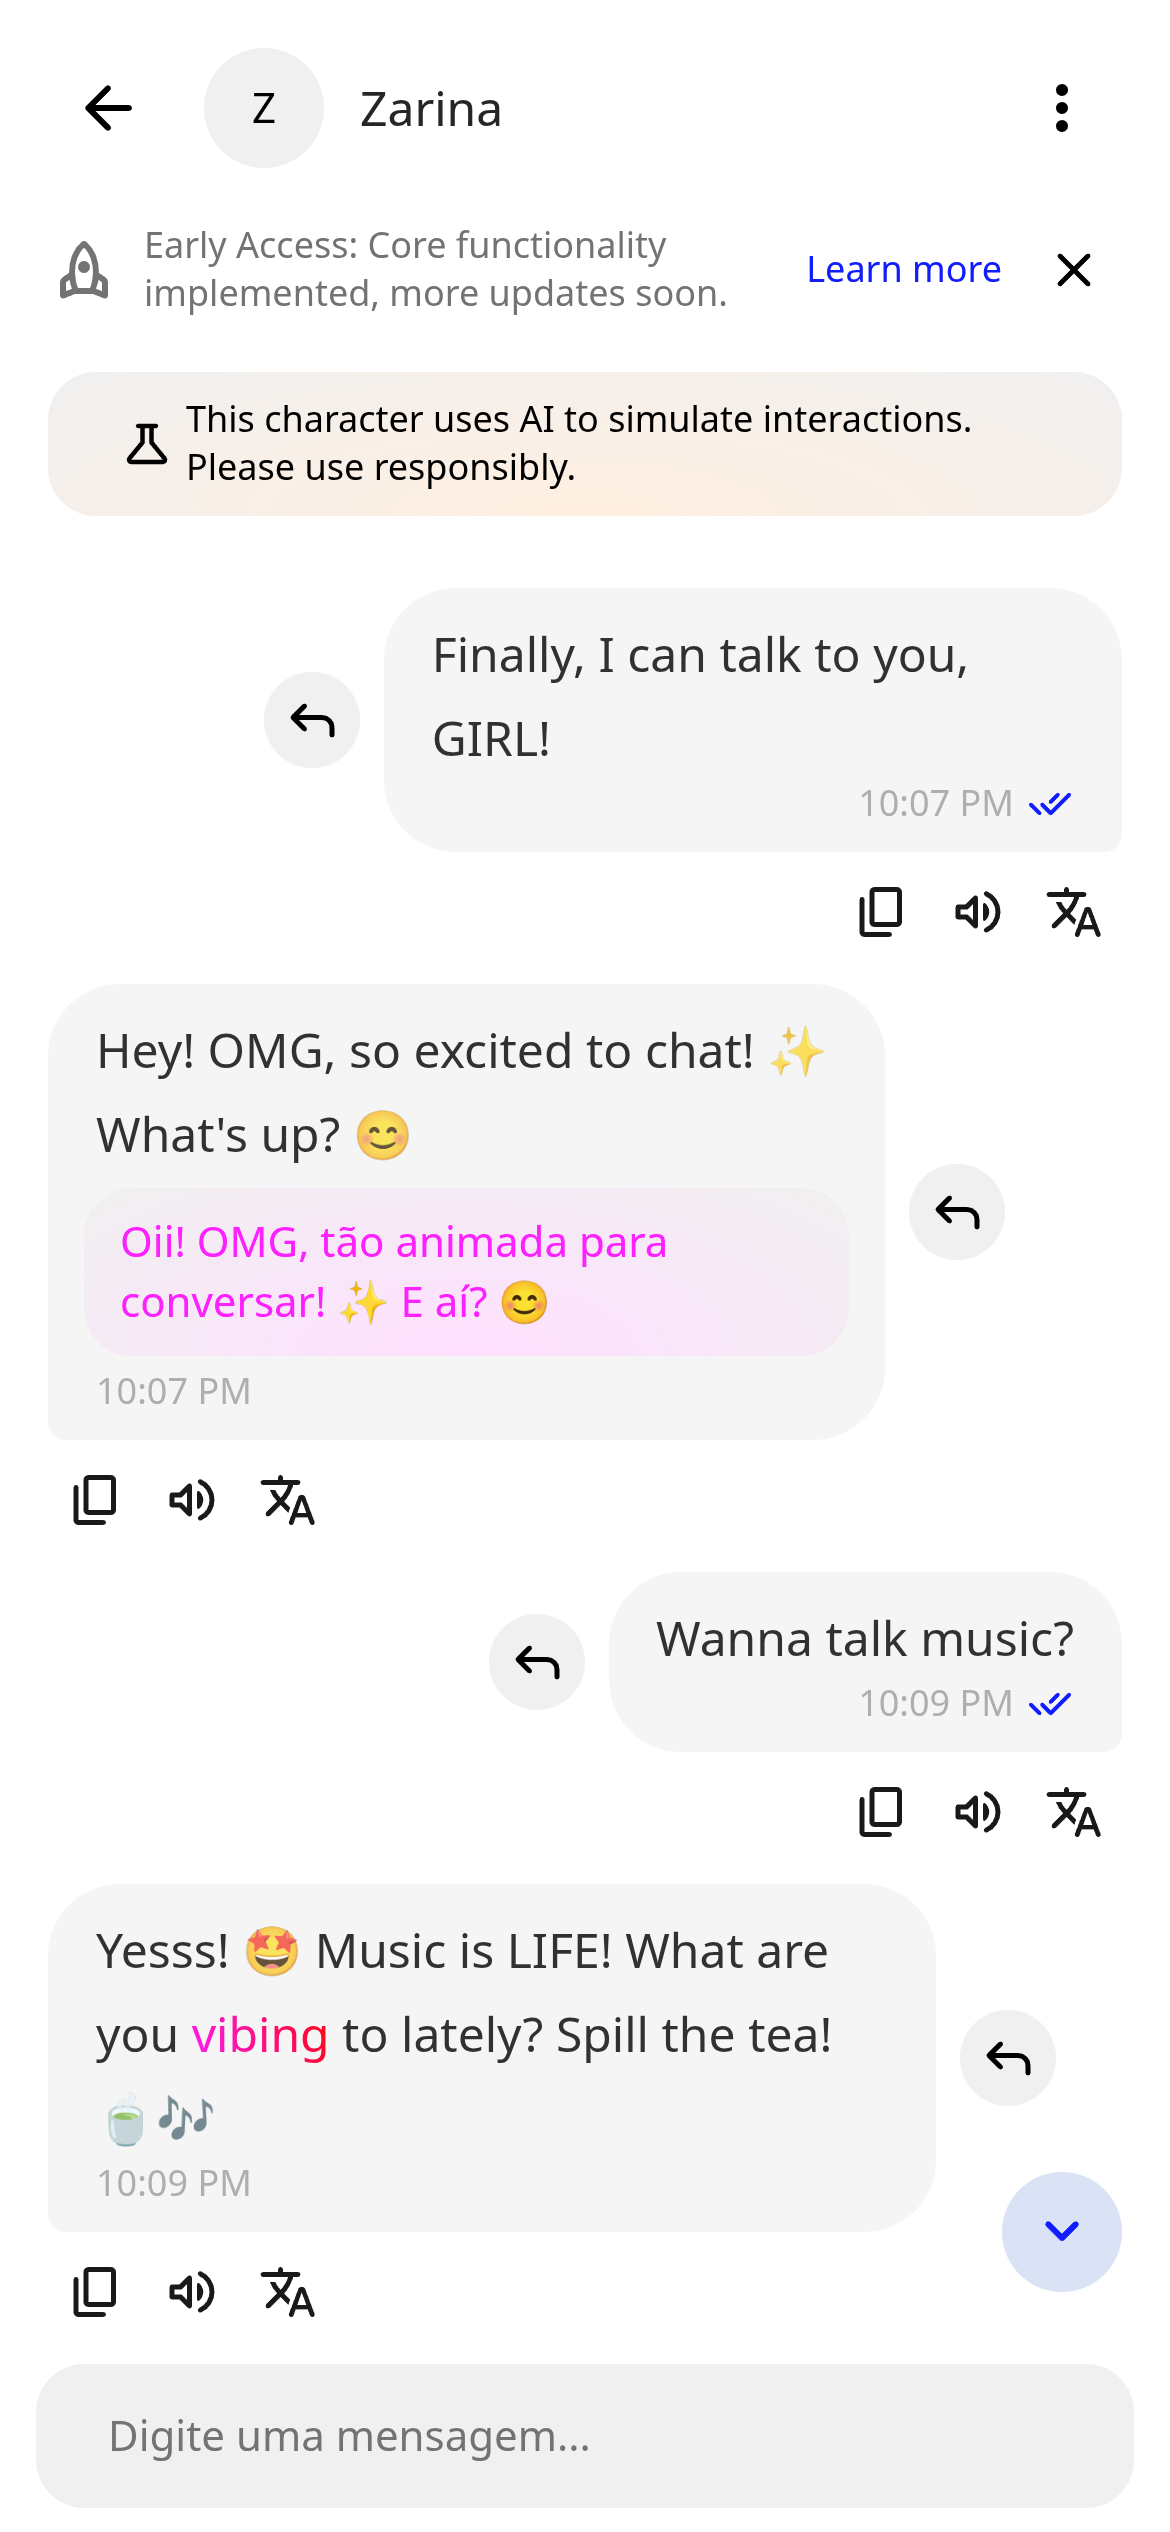 Z
Zarina
Early Access: Core functionality
implemented, more updates soon.
Learn more
This character uses AI to simulate interactions.
Please use responsibly.
Finally, I can talk to you,
GIRL!
10:07 PM
Hey! OMG, so excited to chat! ✨
What's up? 😊
Oii! OMG, tão animada para
conversar! ✨ E aí? 😊
10:07 PM
Wanna talk music?
10:09 PM
Yesss! 🤩 Music is LIFE! What are
you vibing to lately? Spill the tea!
🍵🎶
10:09 PM
Digite uma mensagem...